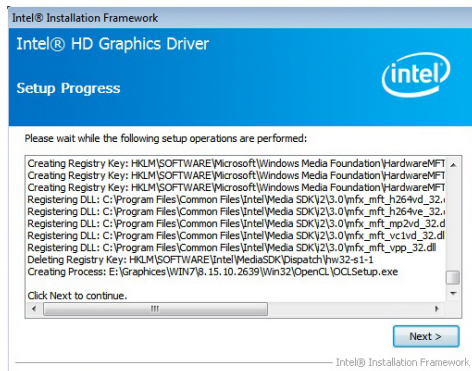 Intel® Installation Framework
Intel® HD Graphics Driver
intel
Setup Progress
Please wait while the following setup operations are performed:
Creating Registry Key: HKLM\SOFTWARE\Microsoft\Windows Media Foundation\HardwareMFT
Creating Registry Key: HKLM\SOFTWARE\Microsoft\Windows Media Foundation\HardwareMFT
Creating Registry Key: HKLM\SOFTWARE\Microsoft\Windows Media Foundation\HardwareMFT
Registering DLL: C:\Program Files\Common Files\Intel\Media SDK\i2\3.0\mfx_mft_h264vd_32.
Registering DLL: C:\Program Files\Common Files\Intel\Media SDK\i2\3.0\mfx_mft_h264ve_32.
Registering DLL: C:\Program Files\Common Files\Intel\Media SDK\i2\3.0\mfx_mft_mp2vd_32.d
Registering DLL: C:\Program Files\Common Files\Intel\Media SDK\i2\3.0\mfx_mft_vc1vd_32.dl
Registering DLL: C:\Program Files\Common Files\Intel\Media SDK\i2\3.0\mfx_mft_vpp_32.dll
Deleting Registry Key: HKLM\SOFTWARE\Intel\MediaSDK\Dispatch\hw32-s1-1
Creating Process: E:\Graphices\WIN7\8.15.10.2639\Win32\OpenCL\OCLSetup.exe
Click Next to continue.
Next >
Intel® Installation Framework